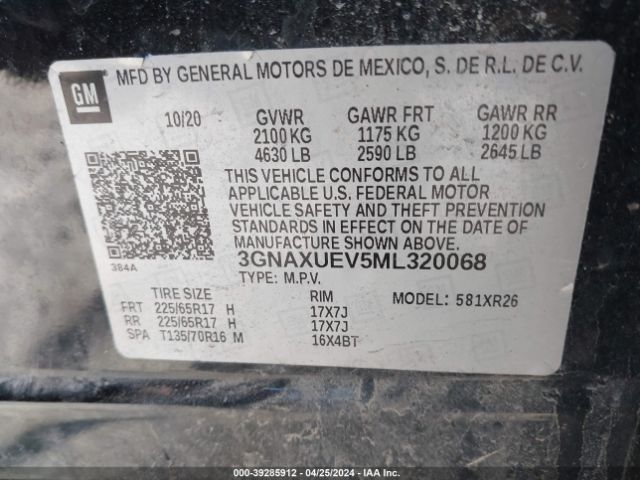 GM
MFD BY GENERAL MOTORS DE MEXICO, S. DE R.L. DE C.V.
10/20 GVWR GAWR FRT GAWR RR
2100 KG 1175 KG 1200 KG
4630 LB 2590 LB 2645 LB
THIS VEHICLE CONFORMS TO ALL
APPLICABLE U.S. FEDERAL MOTOR
VEHICLE SAFETY AND THEFT PREVENTION
STANDARDS IN EFFECT ON THE DATE OF
MANUFACTURE SHOWN ABOVE.
384A 3GNAXUEV5ML320068
TYPE: M.P.V.
TIRE SIZE RIM MODEL: 581XR26
FRT 225/65R17 H 17X7J
RR 225/65R17 H 17X7J
SPA T135/70R16 M 16X4BT
000-39285912 - 04/25/2024 - IAA Inc.